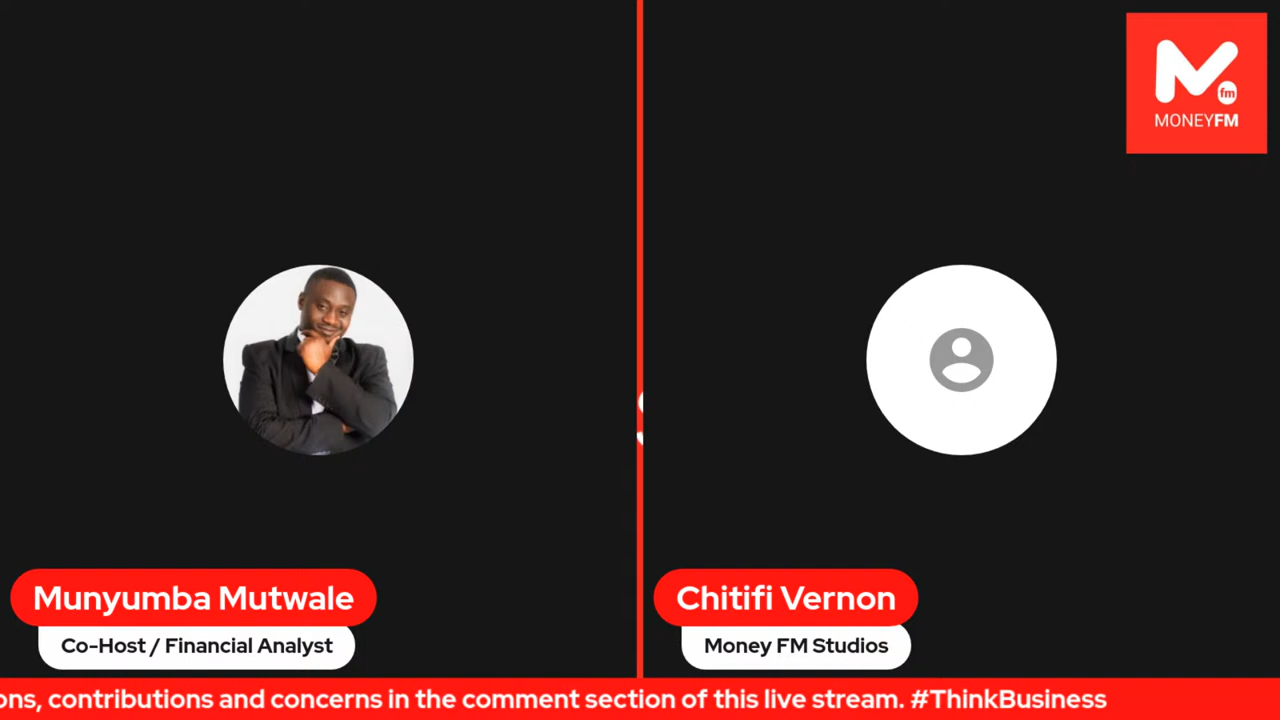 fm
MONEYFM
Munyumba Mutwale
Co-Host / Financial Analyst
Chitifi Vernon
Money FM Studios
contributions and concerns in the comment section of this live stream. #ThinkBusiness